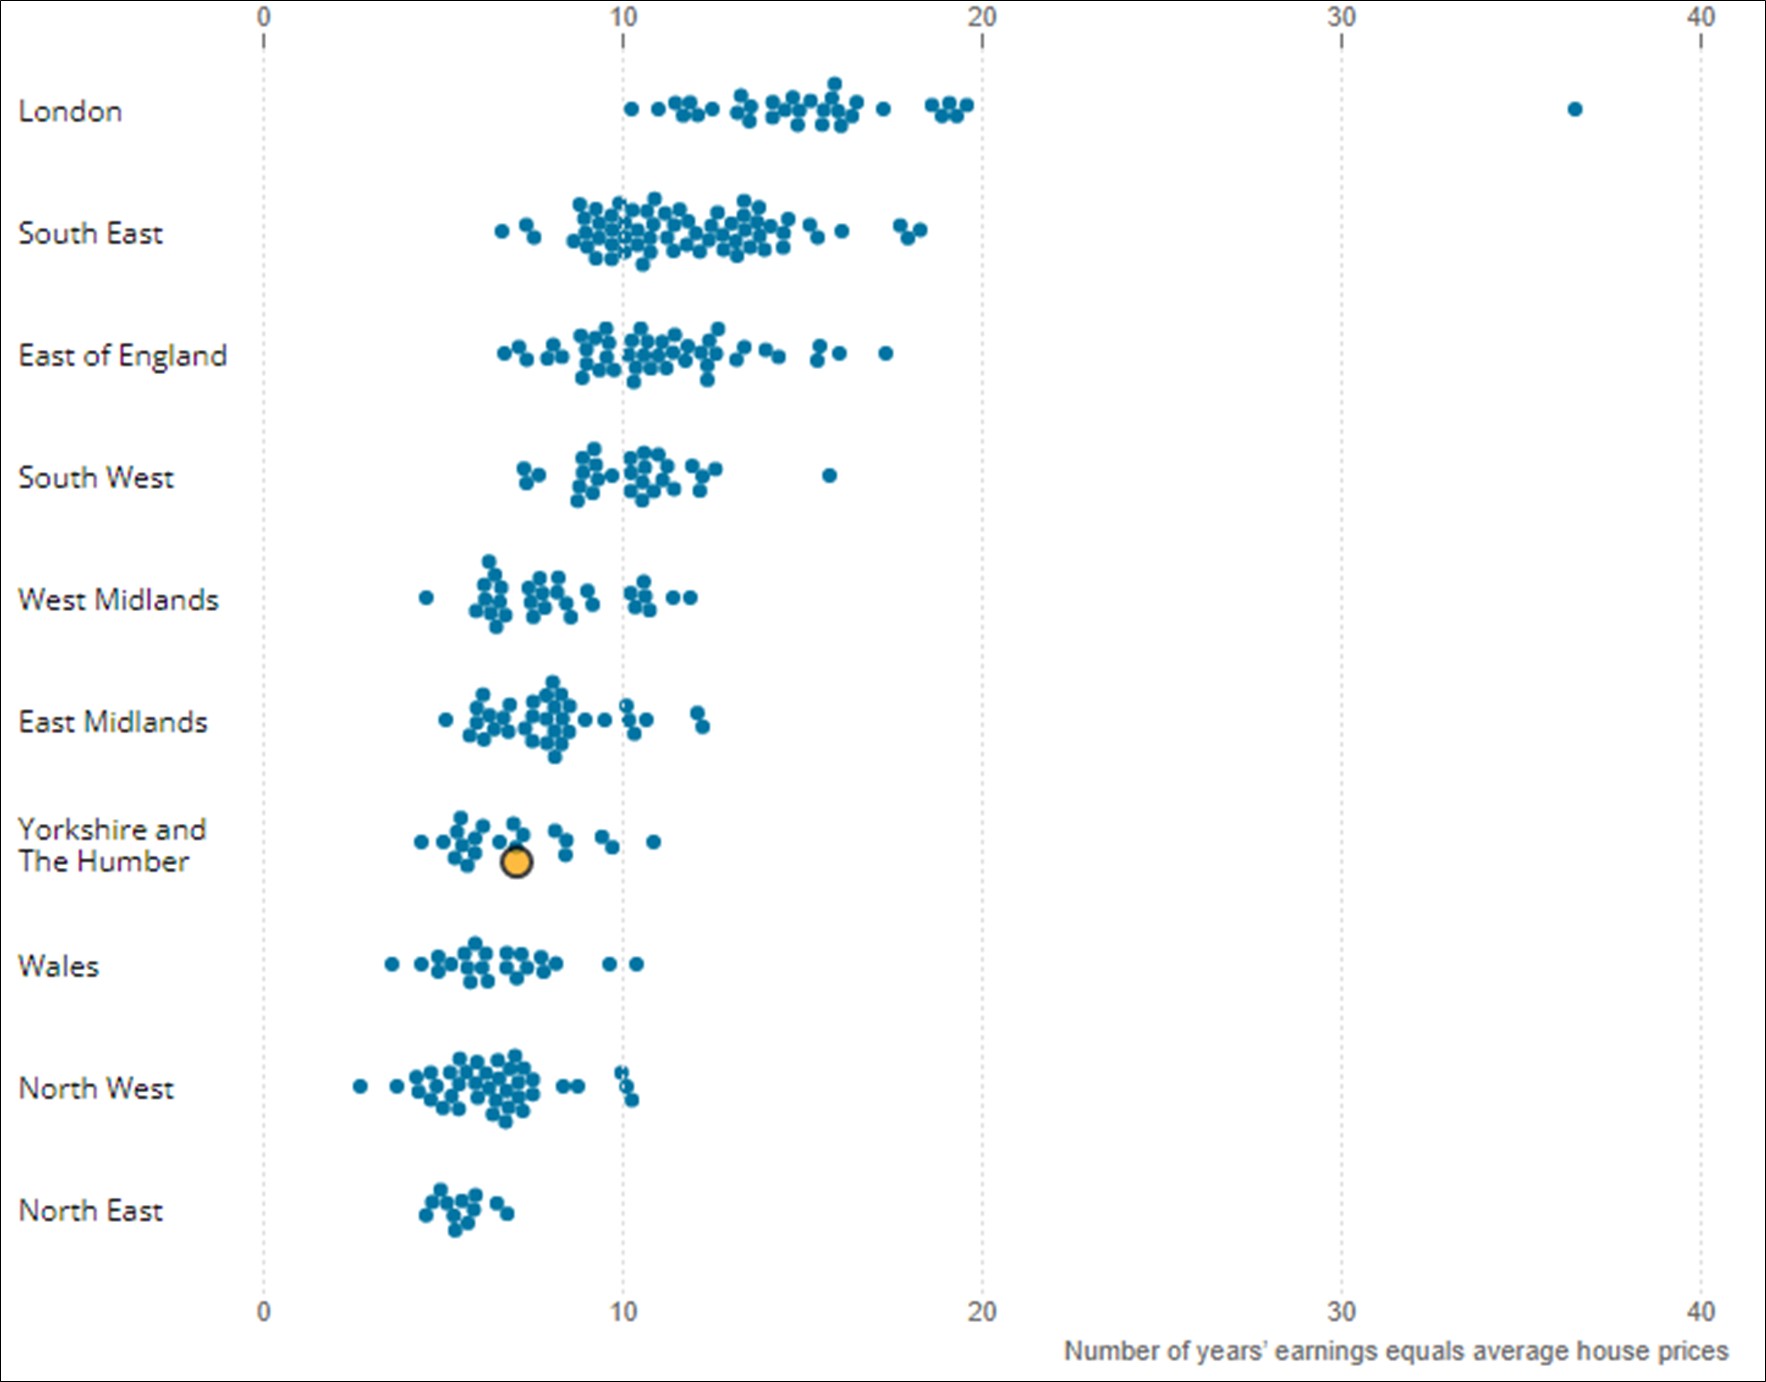 0 10 20 30 40
London
South East
East of England
South West
West Midlands
East Midlands
Yorkshire and
The Humber
Wales
North West
North East
0 10 20 30 40
Number of years’ earnings equals average house prices